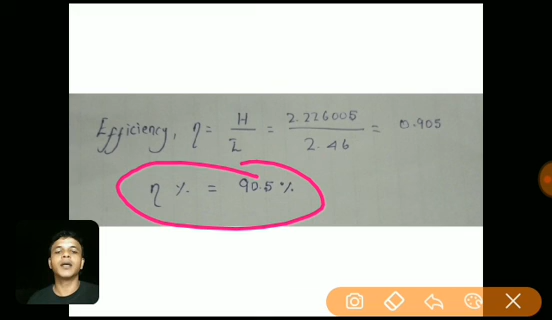 Efficiency, η = H/L = 2.226005/2.46 = 0.905
η % = 90.5 %